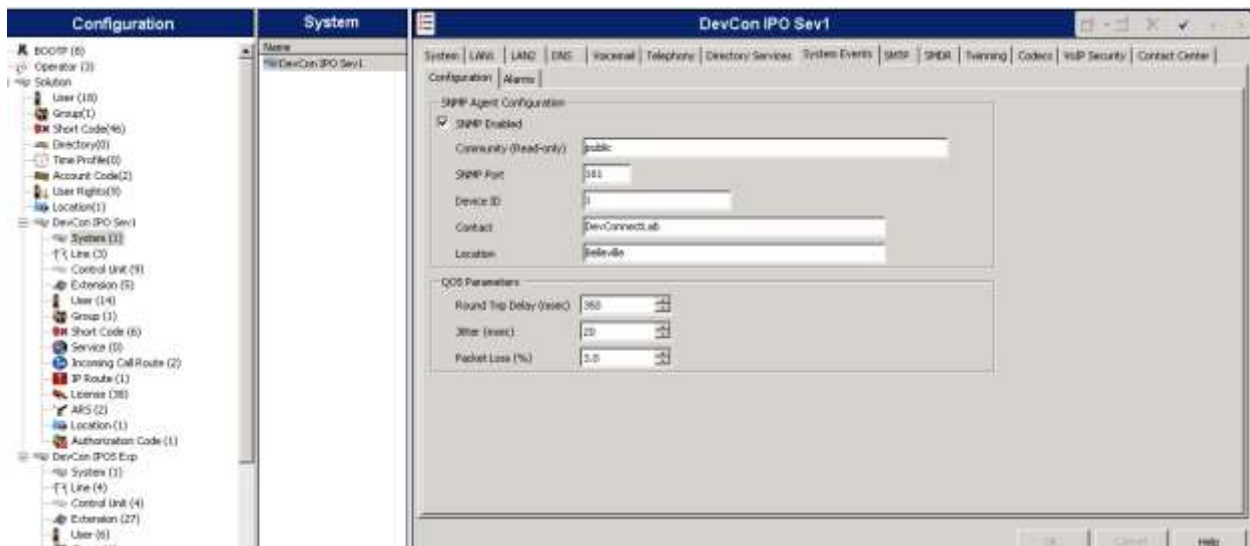 Configuration
BOOTP (8)
Operator (3)
Solution
User (18)
Group(1)
Short Code(46)
Directory(0)
Time Profile(0)
Account Code(2)
User Rights(9)
Location(1)
DevCon IPO Sev1
System (1)
Line (3)
Control Unit (9)
Extension (5)
User (14)
Group (1)
Short Code (6)
Service (0)
Incoming Call Route (2)
IP Route (1)
License (38)
ARS (2)
Location (1)
Authorization Code (1)
DevCon IPOS Exp
System (1)
Line (4)
Control Unit (4)
Extension (27)
User (6)
System
Name
DevCon IPO Sev1
DevCon IPO Sev1
System LAN1 LAN2 DNS Voicemail Telephony Directory Services System Events SMTP SMDR Twinning Codecs VoIP Security Contact Center
Configuration Alarms
SNMP Agent Configuration
SNMP Enabled
Community (Read-only) public
SNMP Port 161
Device ID
Contact DevConnectLab
Location Belleville
QOS Parameters
Round Trip Delay (msec) 350
Jitter (msec) 20
Packet Loss (%) 3.0
OK Cancel Help